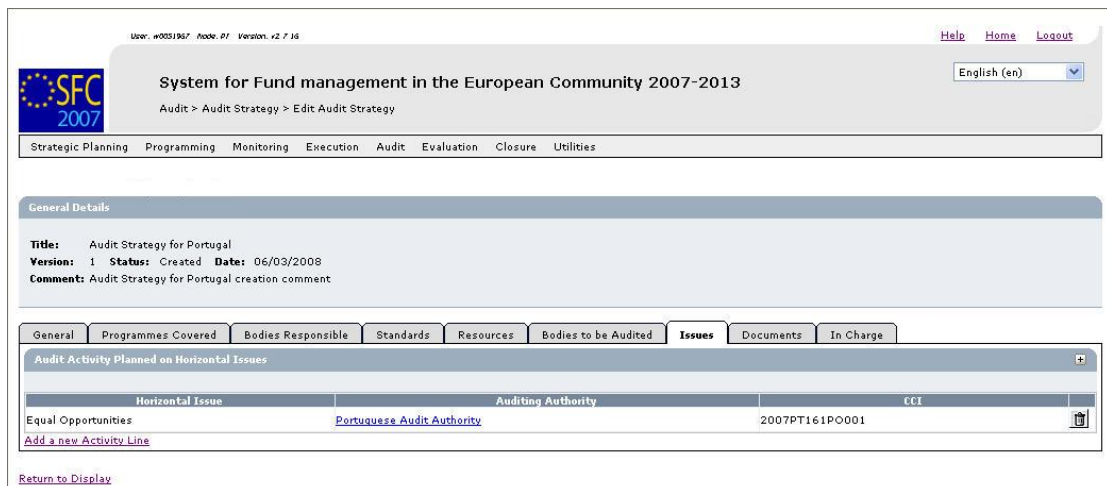 User. w0051967 Node. P1 Version. v2 7 16
Help Home Logout
English (en)
SFC
2007
System for Fund management in the European Community 2007-2013
Audit > Audit Strategy > Edit Audit Strategy
Strategic Planning Programming Monitoring Execution Audit Evaluation Closure Utilities
General Details
Title: Audit Strategy for Portugal
Version: 1 Status: Created Date: 06/03/2008
Comment: Audit Strategy for Portugal creation comment
General Programmes Covered Bodies Responsible Standards Resources Bodies to be Audited Issues Documents In Charge
Audit Activity Planned on Horizontal Issues
Horizontal Issue Auditing Authority CCI
Equal Opportunities Portuguese Audit Authority 2007PT161PO001
Add a new Activity Line
Return to Display